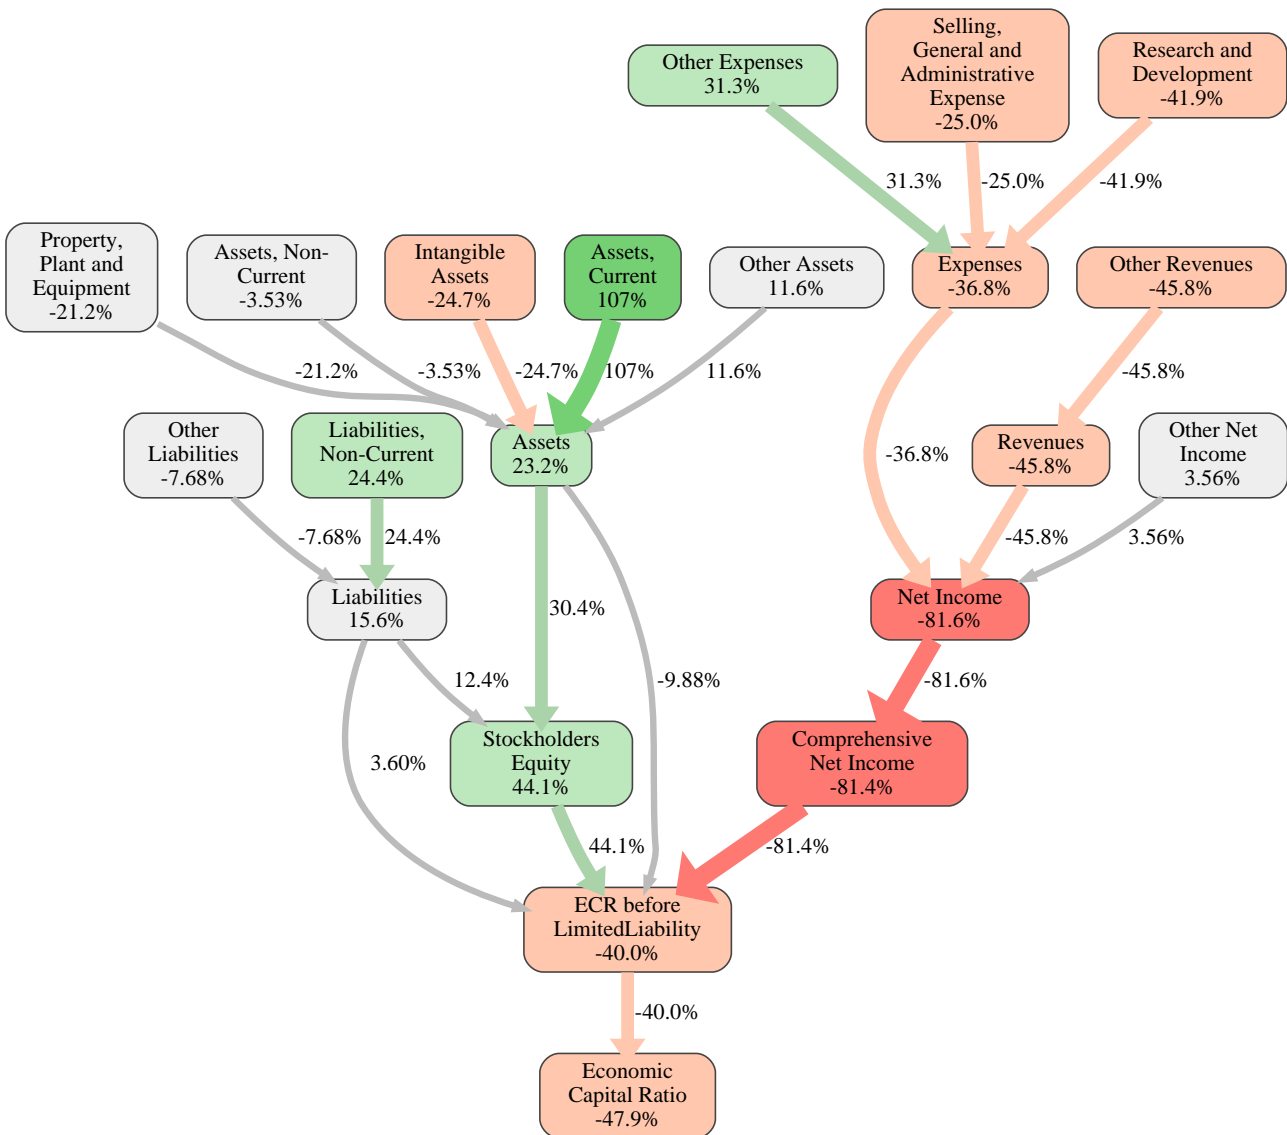 Other Expenses
31.3%
Selling,
General and
Administrative
Expense
-25.0%
Research and
Development
-41.9%
31.3%
-25.0%
-41.9%
Property,
Plant and
Equipment
-21.2%
Assets, Non-
Current
-3.53%
Intangible
Assets
-24.7%
Assets,
Current
107%
Other Assets
11.6%
Expenses
-36.8%
Other Revenues
-45.8%
-21.2%
-3.53%
-24.7%
107%
11.6%
-45.8%
Other
Liabilities
-7.68%
Liabilities,
Non-Current
24.4%
Assets
23.2%
-36.8%
Revenues
-45.8%
Other Net
Income
3.56%
-7.68%
24.4%
-45.8%
3.56%
Liabilities
15.6%
30.4%
Net Income
-81.6%
12.4%
-9.88%
-81.6%
3.60%
Stockholders
Equity
44.1%
Comprehensive
Net Income
-81.4%
44.1%
-81.4%
ECR before
LimitedLiability
-40.0%
-40.0%
Economic
Capital Ratio
-47.9%